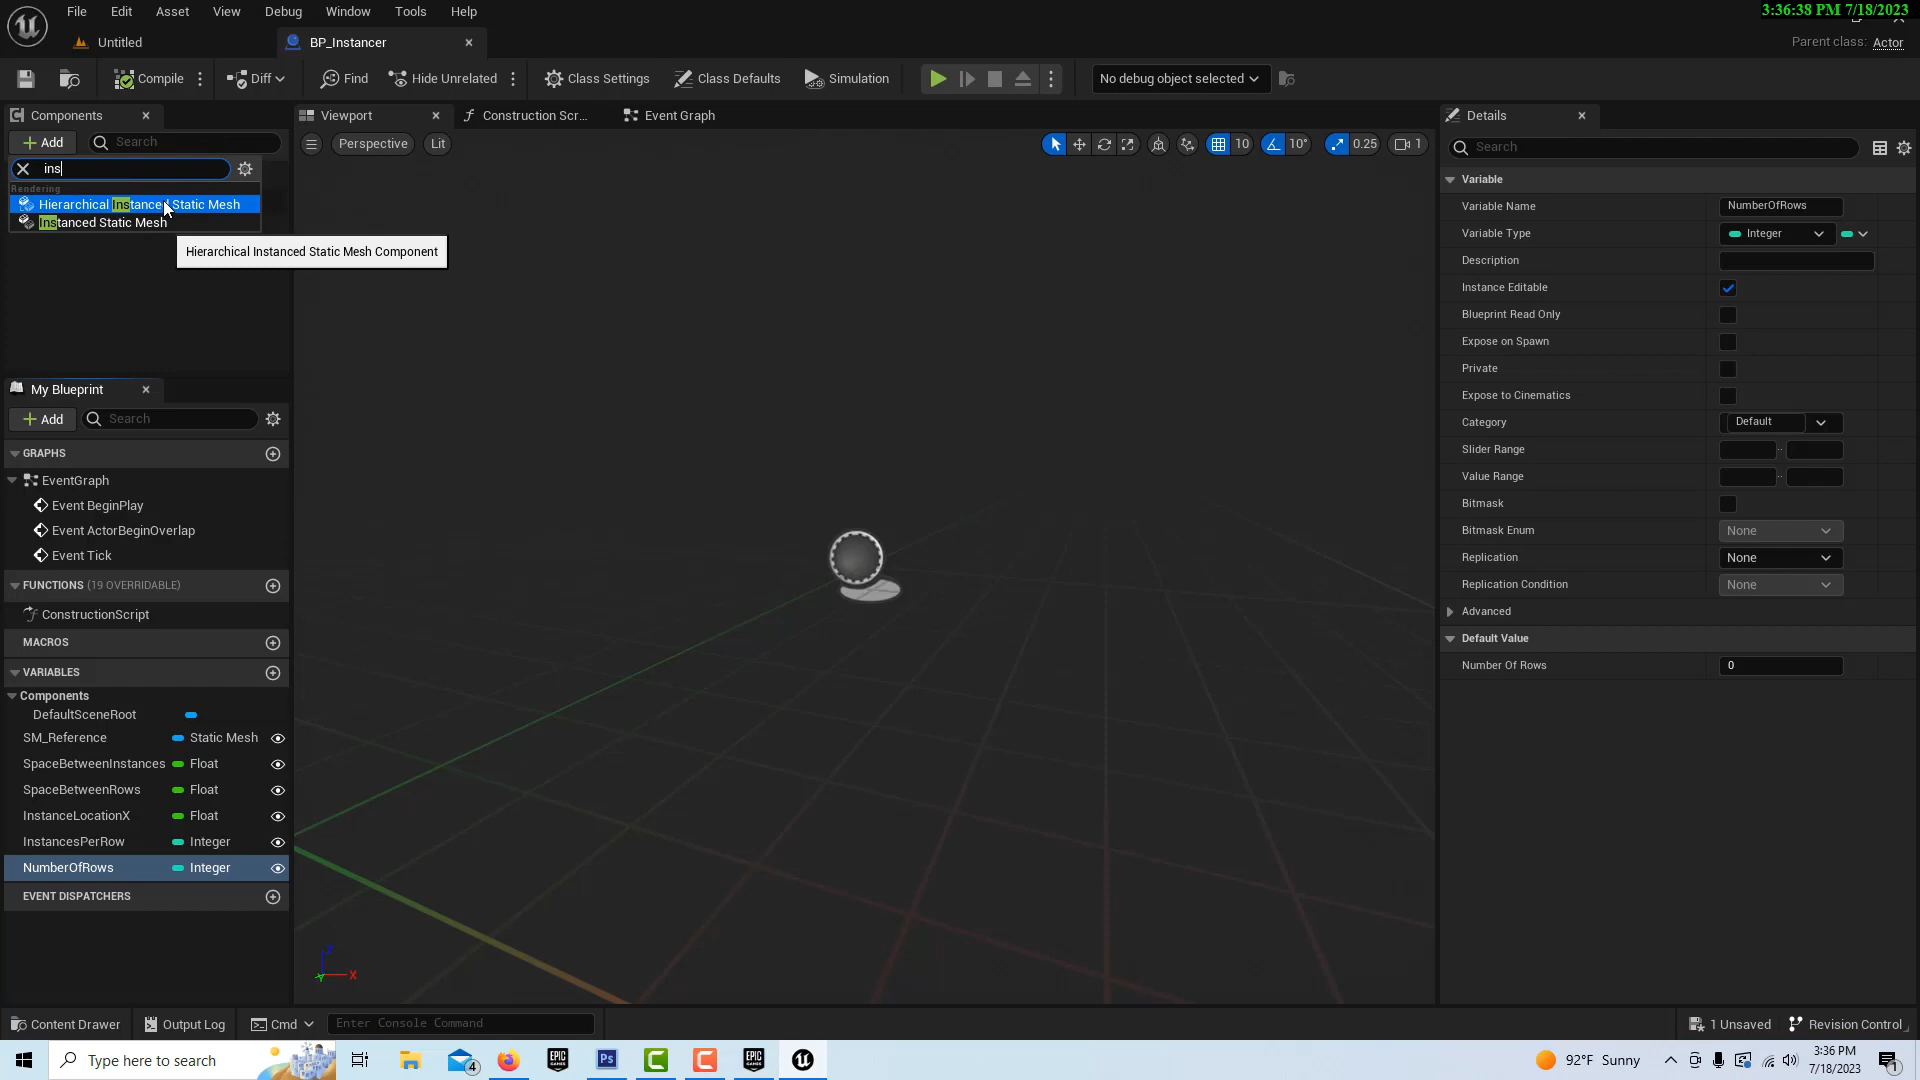 3:36:38 PM 7/18/2023
File Edit Asset View Debug Window Tools Help
Untitled
BP_Instancer
Parent class: Actor
Compile
Diff
Find
Hide Unrelated
Class Settings
Class Defaults
Simulation
No debug object selected
Components
Add
Search
ins
Rendering
Hierarchical Instanced Static Mesh
Instanced Static Mesh
Hierarchical Instanced Static Mesh Component
Viewport
Construction Scr...
Event Graph
Perspective
Lit
10
10°
0.25
1
My Blueprint
Add
Search
GRAPHS
EventGraph
Event BeginPlay
Event ActorBeginOverlap
Event Tick
FUNCTIONS (19 OVERRIDABLE)
ConstructionScript
MACROS
VARIABLES
Components
DefaultSceneRoot
SM_Reference Static Mesh
SpaceBetweenInstances Float
SpaceBetweenRows Float
InstanceLocationX Float
InstancesPerRow Integer
NumberOfRows Integer
EVENT DISPATCHERS
Z
X
Y
Details
Search
Variable
Variable Name NumberOfRows
Variable Type Integer
Description
Instance Editable
Blueprint Read Only
Expose on Spawn
Private
Expose to Cinematics
Category Default
Slider Range
Value Range
Bitmask
Bitmask Enum None
Replication None
Replication Condition None
Advanced
Default Value
Number Of Rows 0
Content Drawer
Output Log
Cmd
Enter Console Command
1 Unsaved
Revision Control
Type here to search
4
EPIC GAMES
Ps
EPIC GAMES
92°F Sunny
3:36 PM
7/18/2023
1